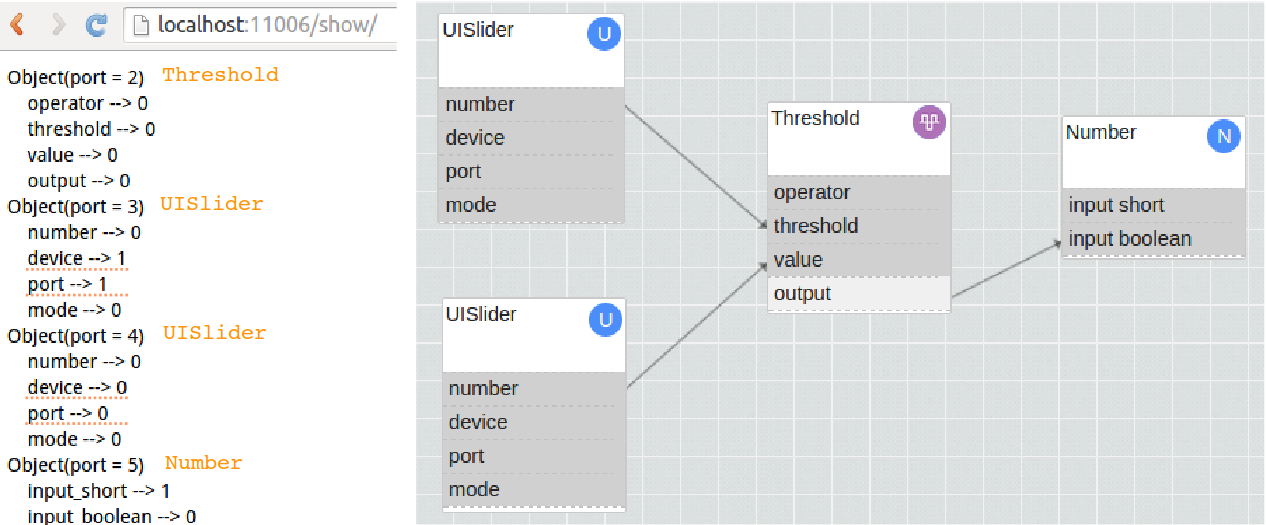 localhost:11006/show/
Object(port = 2) Threshold
operator --> 0
threshold --> 0
value --> 0
output --> 0
Object(port = 3) UISlider
number --> 0
device --> 1
port --> 1
mode --> 0
Object(port = 4) UISlider
number --> 0
device --> 0
port --> 0
mode --> 0
Object(port = 5) Number
input_short --> 1
input_boolean --> 0
UISlider U
number
device
port
mode
UISlider U
number
device
port
mode
Threshold
operator
threshold
value
output
Number N
input short
input boolean